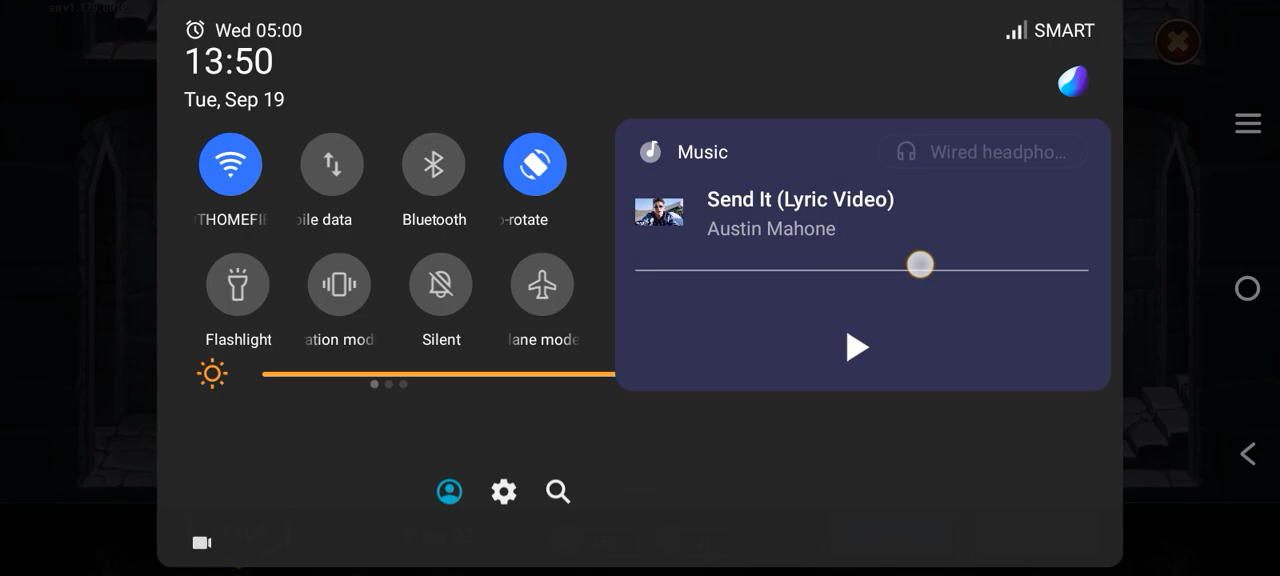 Wed 05:00
SMART
13:50
Tue, Sep 19
Music
Wired headpho...
Send It (Lyric Video)
Austin Mahone
THOMEFI
ile data
Bluetooth
-rotate
Flashlight
ation mod
Silent
lane mode